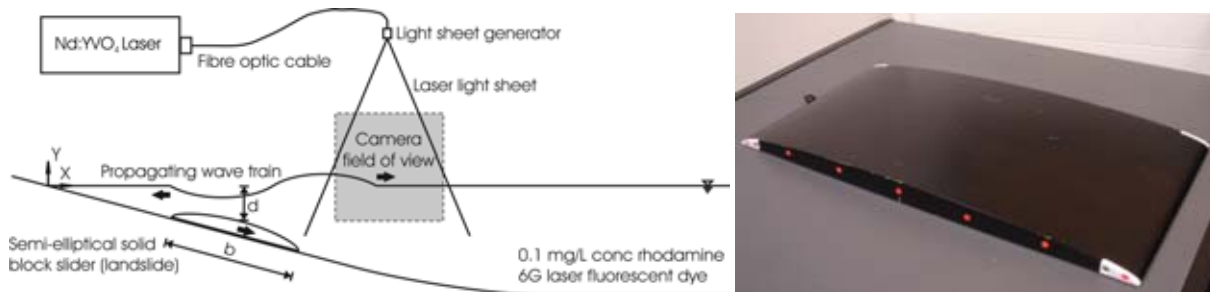 Nd:YVO₄ Laser
Fibre optic cable
Light sheet generator
Laser light sheet
Camera
field of view
Y
X
Propagating wave train
d
b
Semi-elliptical solid
block slider (landslide)
0.1 mg/L conc rhodamine
6G laser fluorescent dye